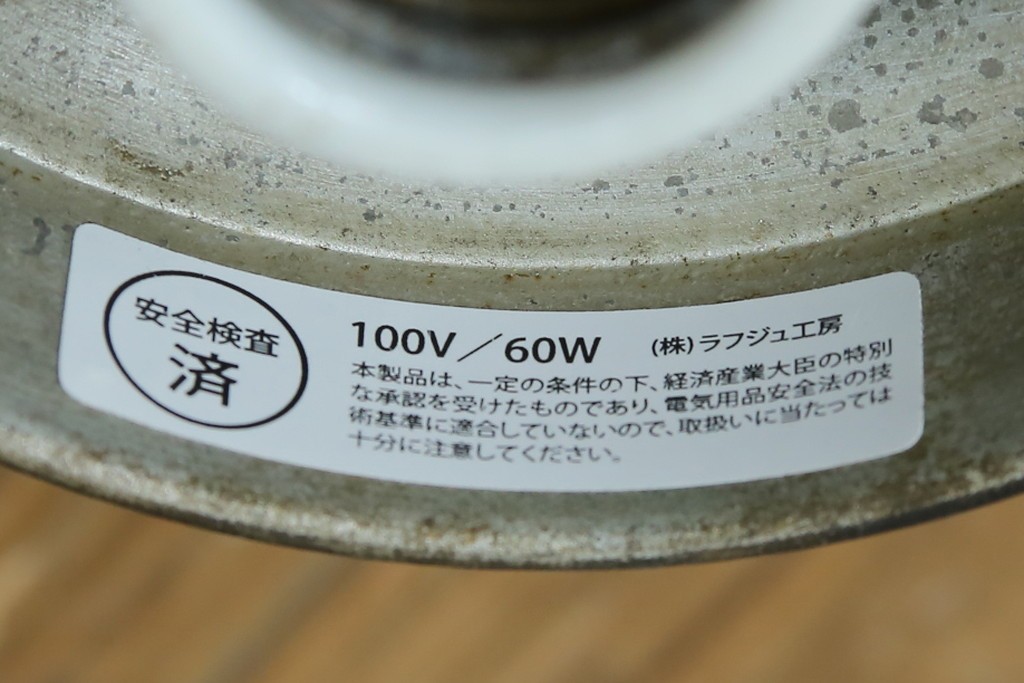 安全検査
済
100V／60W (株)ラフジュ工房
本製品は、一定の条件の下、経済産業大臣の特別
な承認を受けたものであり、電気用品安全法の技
術基準に適合していないので、取扱いに当たっては
十分に注意してください。